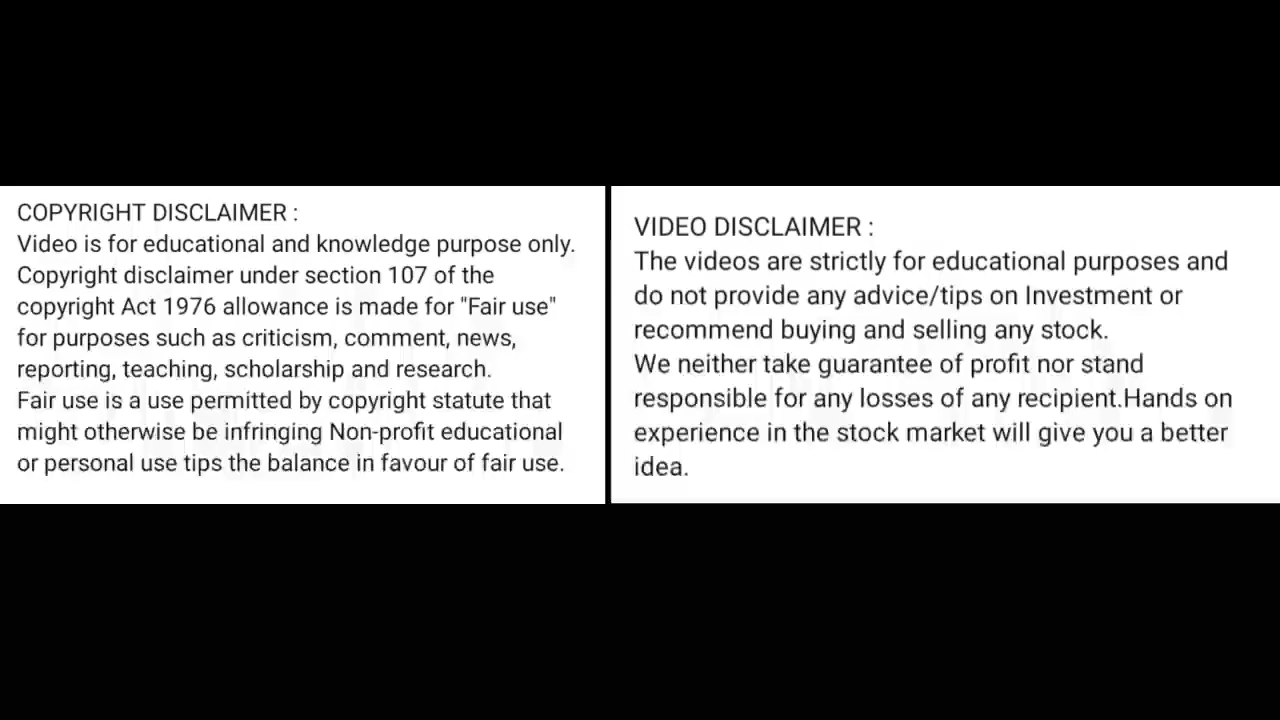 COPYRIGHT DISCLAIMER :
Video is for educational and knowledge purpose only.
Copyright disclaimer under section 107 of the
copyright Act 1976 allowance is made for "Fair use"
for purposes such as criticism, comment, news,
reporting, teaching, scholarship and research.
Fair use is a use permitted by copyright statute that
might otherwise be infringing Non-profit educational
or personal use tips the balance in favour of fair use.
VIDEO DISCLAIMER :
The videos are strictly for educational purposes and
do not provide any advice/tips on Investment or
recommend buying and selling any stock.
We neither take guarantee of profit nor stand
responsible for any losses of any recipient.Hands on
experience in the stock market will give you a better
idea.